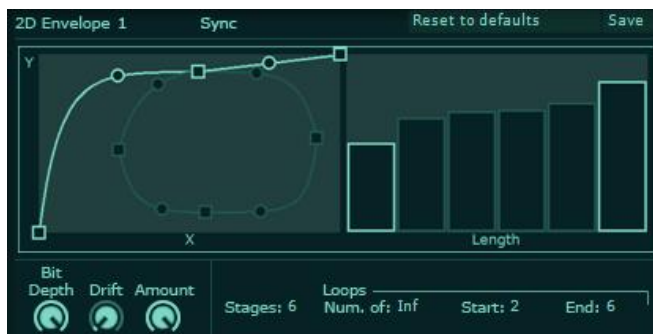 2D Envelope 1 Sync Reset to defaults Save
Y
X Length
Bit
Depth Drift Amount
Loops
Stages: 6 Num. of: Inf Start: 2 End: 6